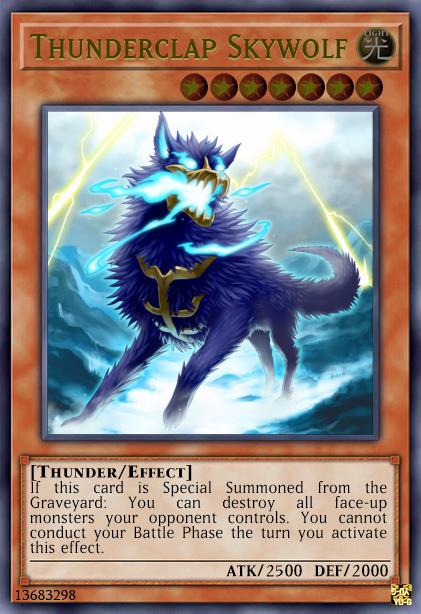 THUNDERCLAP SKYWOLF
LIGHT
光
[THUNDER/EFFECT]
If this card is Special Summoned from the
Graveyard: You can destroy all face-up
monsters your opponent controls. You cannot
conduct your Battle Phase the turn you activate
this effect.
ATK/2500 DEF/2000
13683298